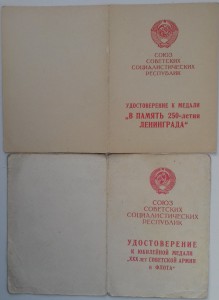 СОЮЗ
СОВЕТСКИХ
СОЦИАЛИСТИЧЕСКИХ
РЕСПУБЛИК
УДОСТОВЕРЕНИЕ К МЕДАЛИ
„В ПАМЯТЬ 250-летия
ЛЕНИНГРАДА"
СОЮЗ
СОВЕТСКИХ
СОЦИАЛИСТИЧЕСКИХ
РЕСПУБЛИК
УДОСТОВЕРЕНИЕ
К ЮБИЛЕЙНОЙ МЕДАЛИ
„XXX лет СОВЕТСКОЙ АРМИИ
и ФЛОТА"